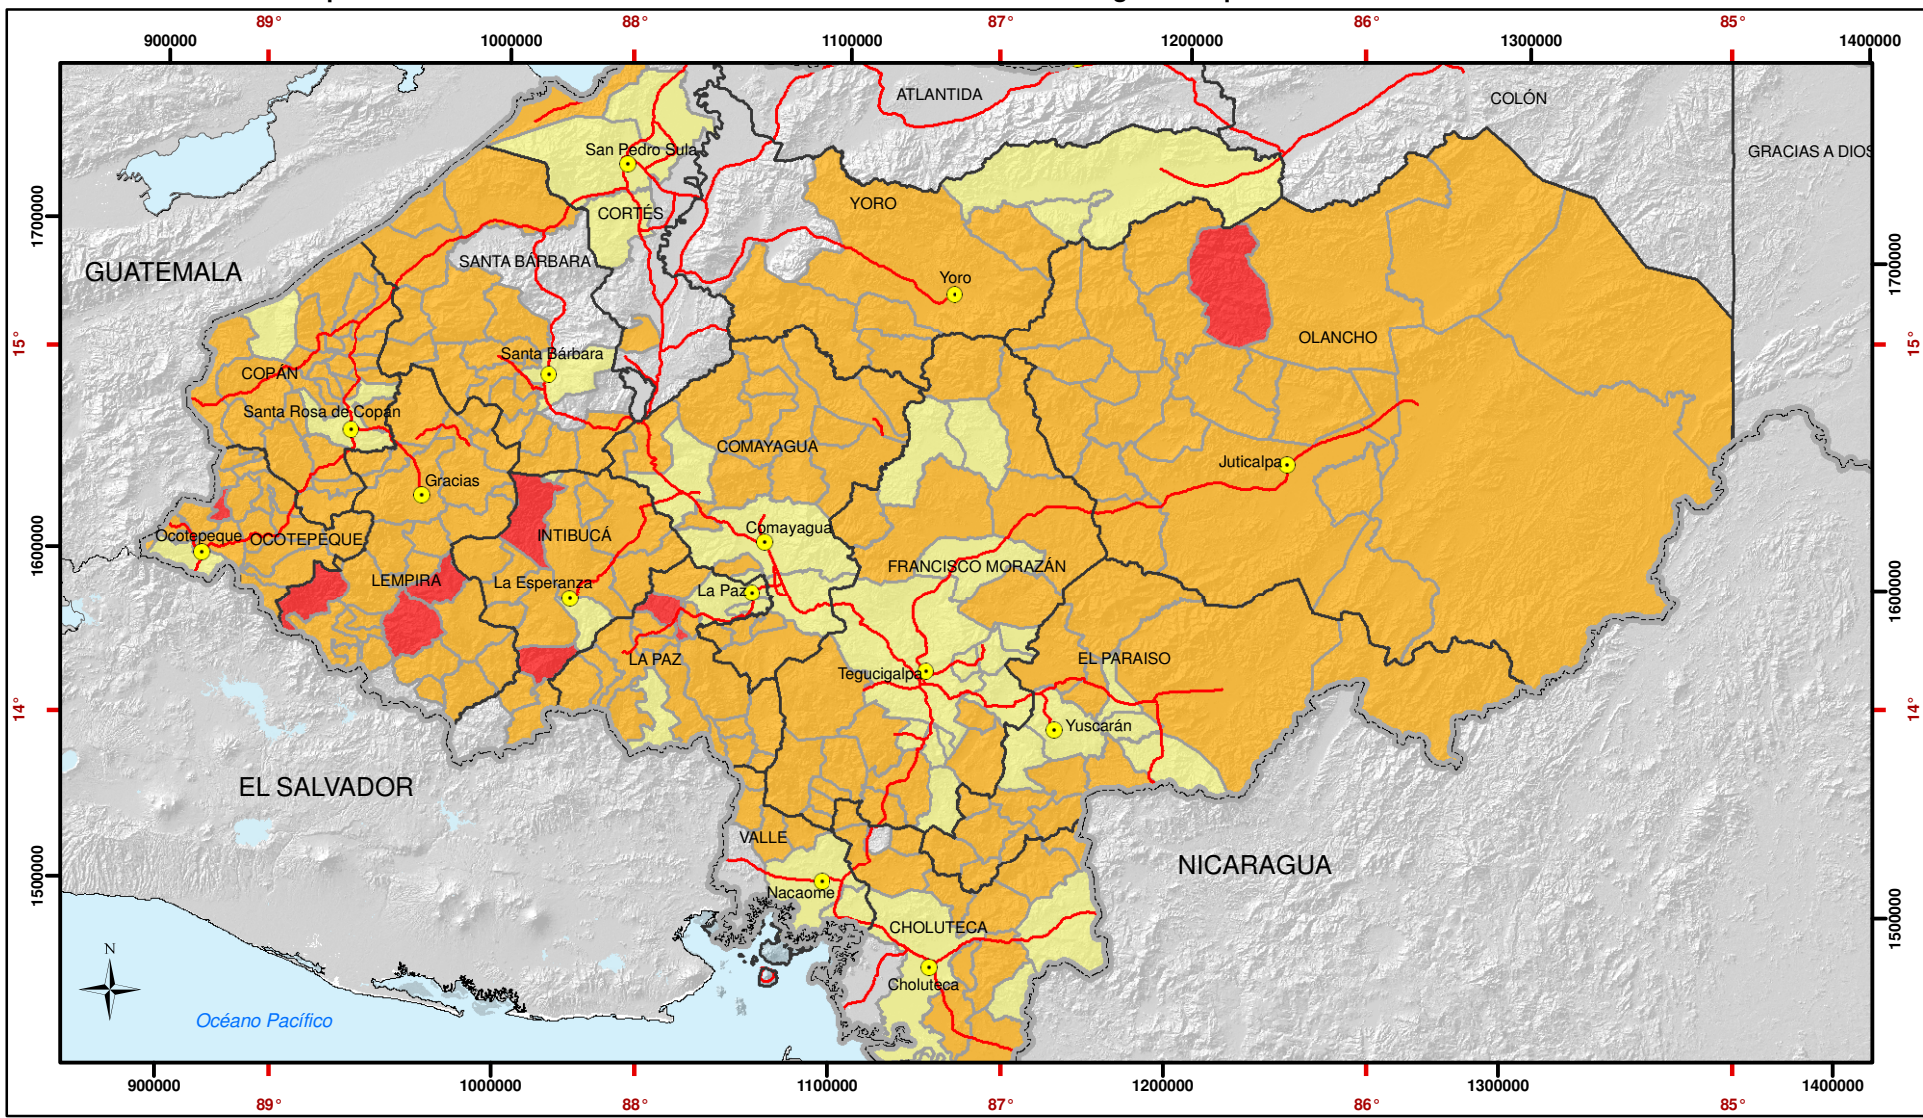 89° 88° 87° 86° 85°
900000 1000000 1100000 1200000 1300000 1400000
ATLANTIDA
COLÓN
GRACIAS A DIOS
San Pedro Sula
1700000
CORTÉS
YORO
SANTA BÁRBARA
GUATEMALA
Yoro
1700000
15°
OLANCHO
15°
Santa Bárbara
COPÁN
Santa Rosa de Copán
COMAYAGUA
Juticalpa
Gracias
Ocotepeque
OCOTEPEQUE
INTIBUCÁ
Comayagua
1600000
LEMPIRA
La Esperanza
La Paz
FRANCISCO MORAZÁN
1600000
LA PAZ
EL PARAISO
Tegucigalpa
14°
Yuscarán
14°
EL SALVADOR
VALLE
NICARAGUA
1500000
Nacaome
CHOLUTECA
1500000
N
Choluteca
Océano Pacífico
900000 1000000 1100000 1200000 1300000 1400000
89° 88° 87° 86° 85°